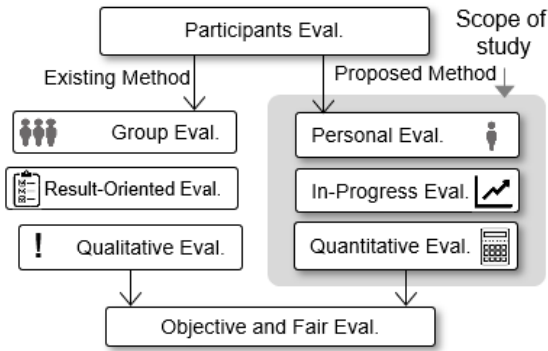 Participants Eval.
Scope of
study
Existing Method
Proposed Method
Group Eval.
Personal Eval.
Result-Oriented Eval.
In-Progress Eval.
! Qualitative Eval.
Quantitative Eval.
Objective and Fair Eval.